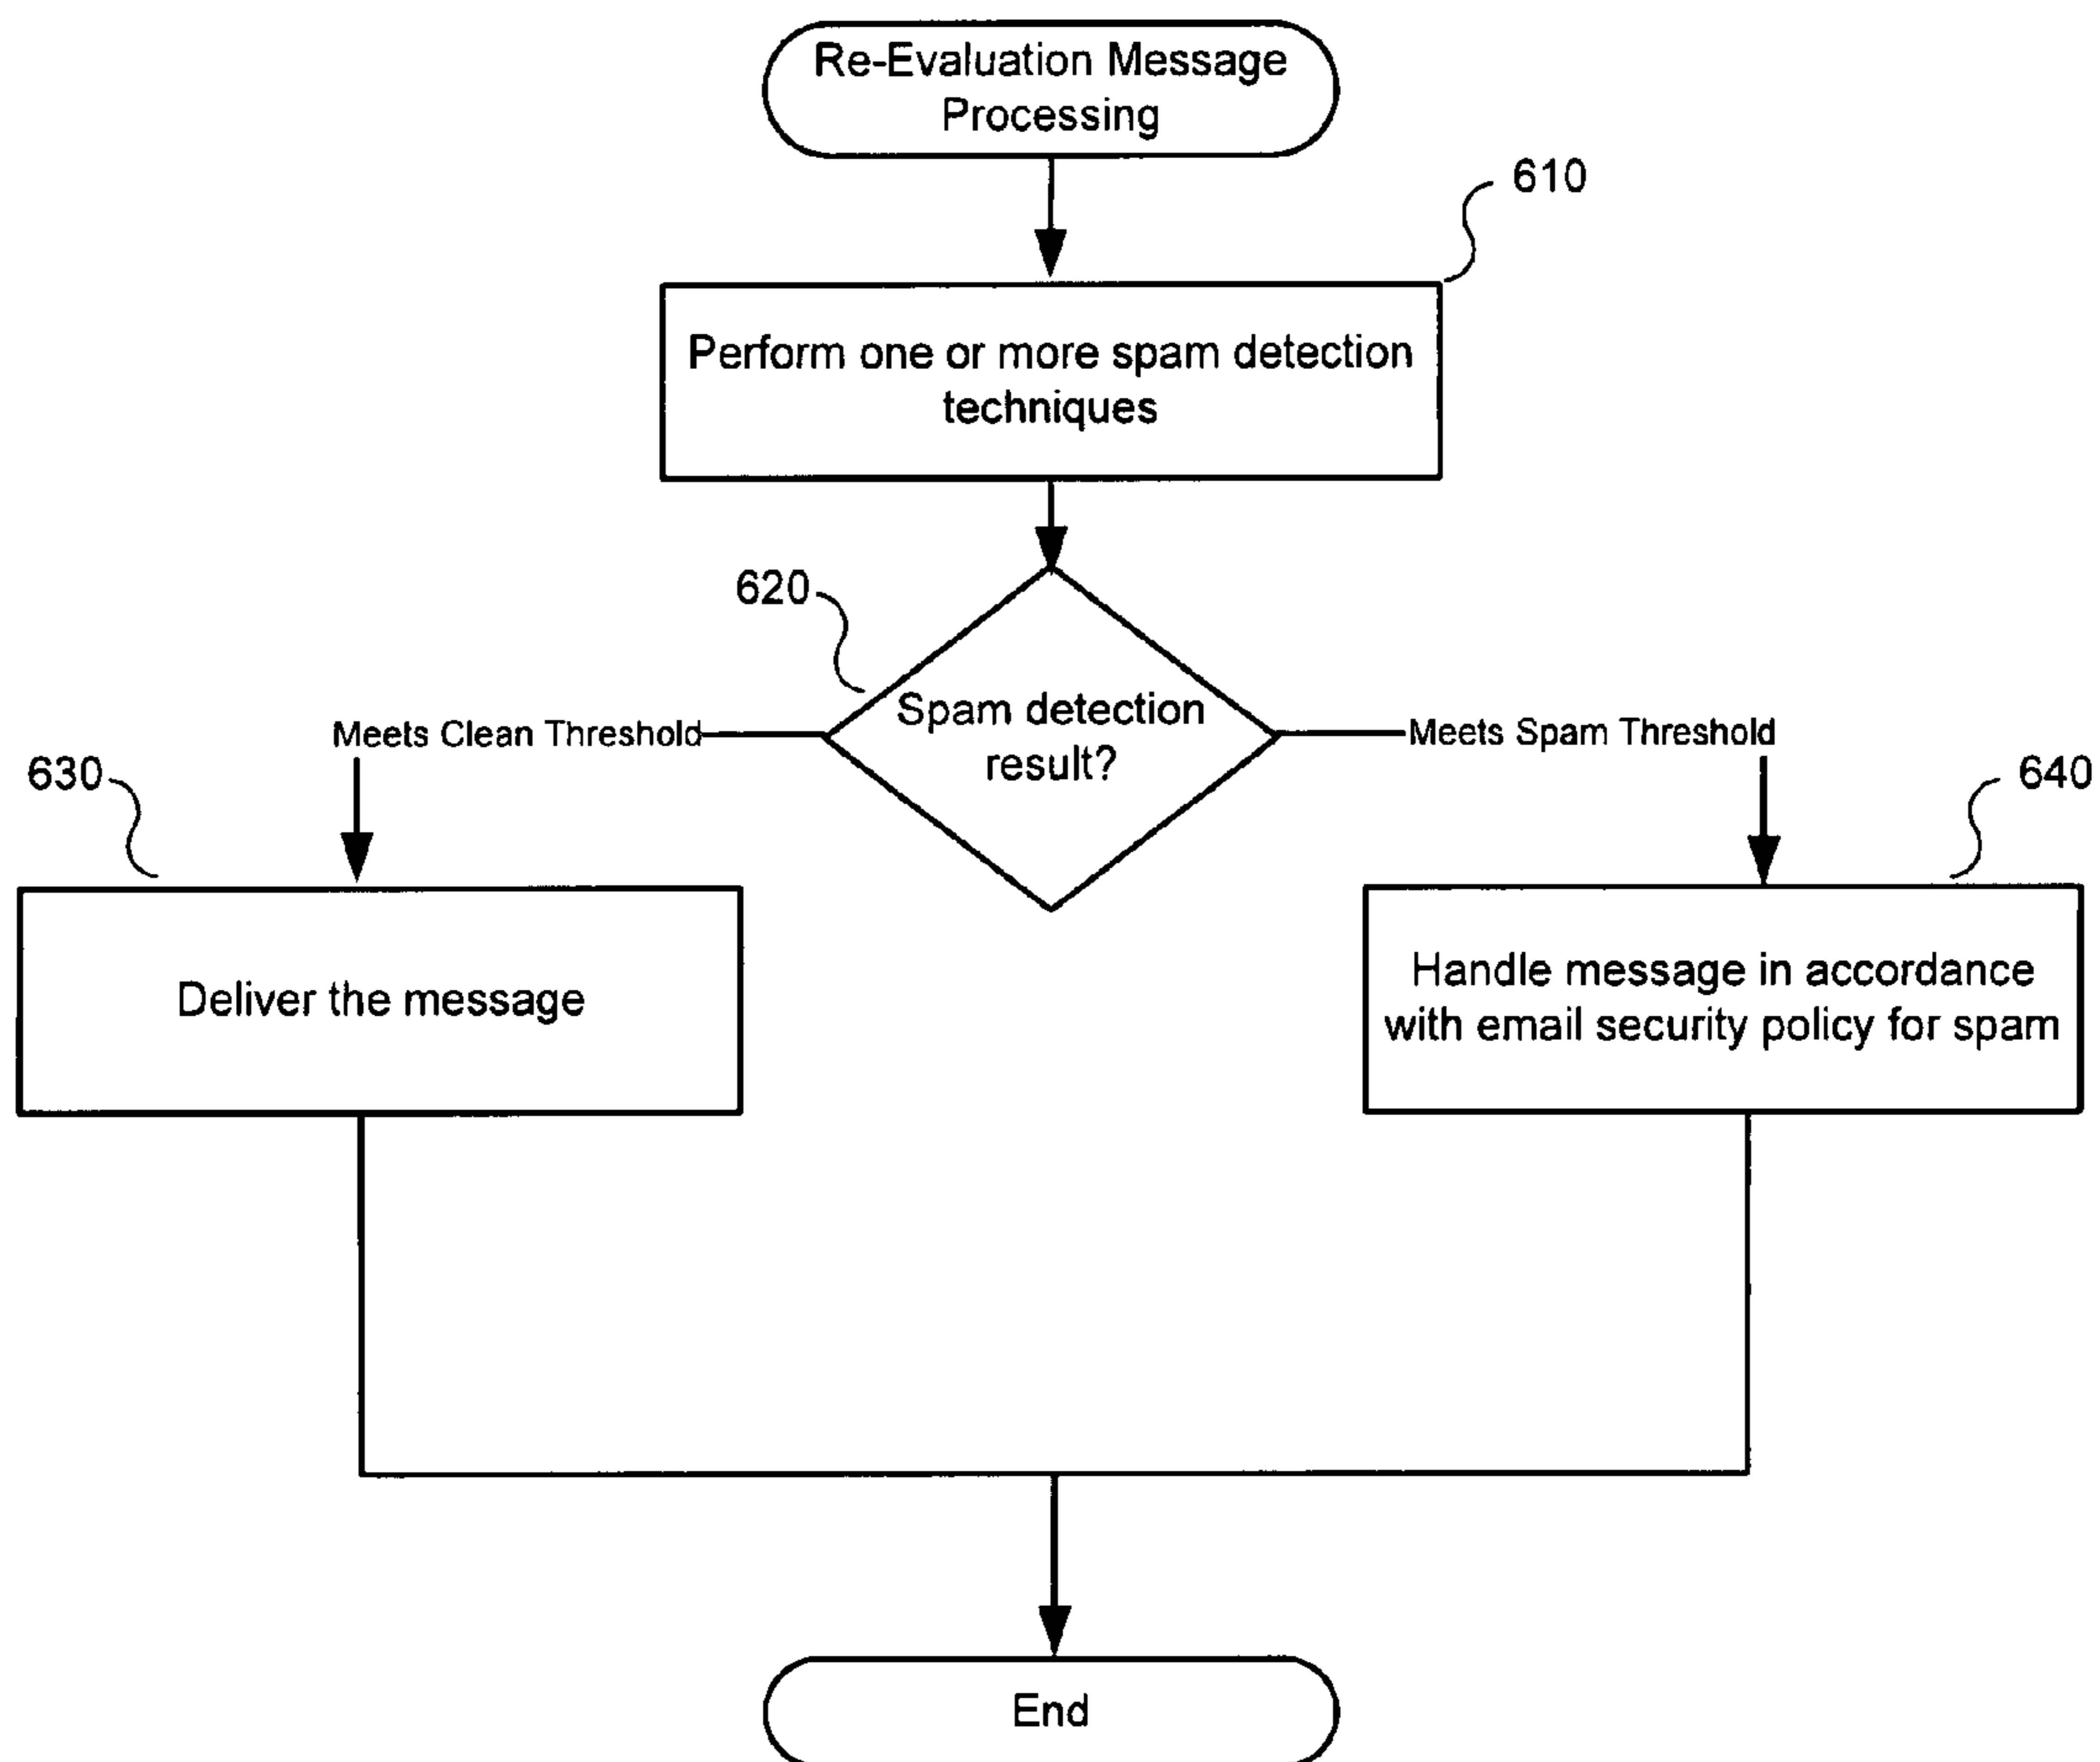 Re-Evaluation Message
Processing
610
Perform one or more spam detection
techniques
620
Spam detection
result?
Meets Clean Threshold
Meets Spam Threshold
630
640
Deliver the message
Handle message in accordance
with email security policy for spam
End